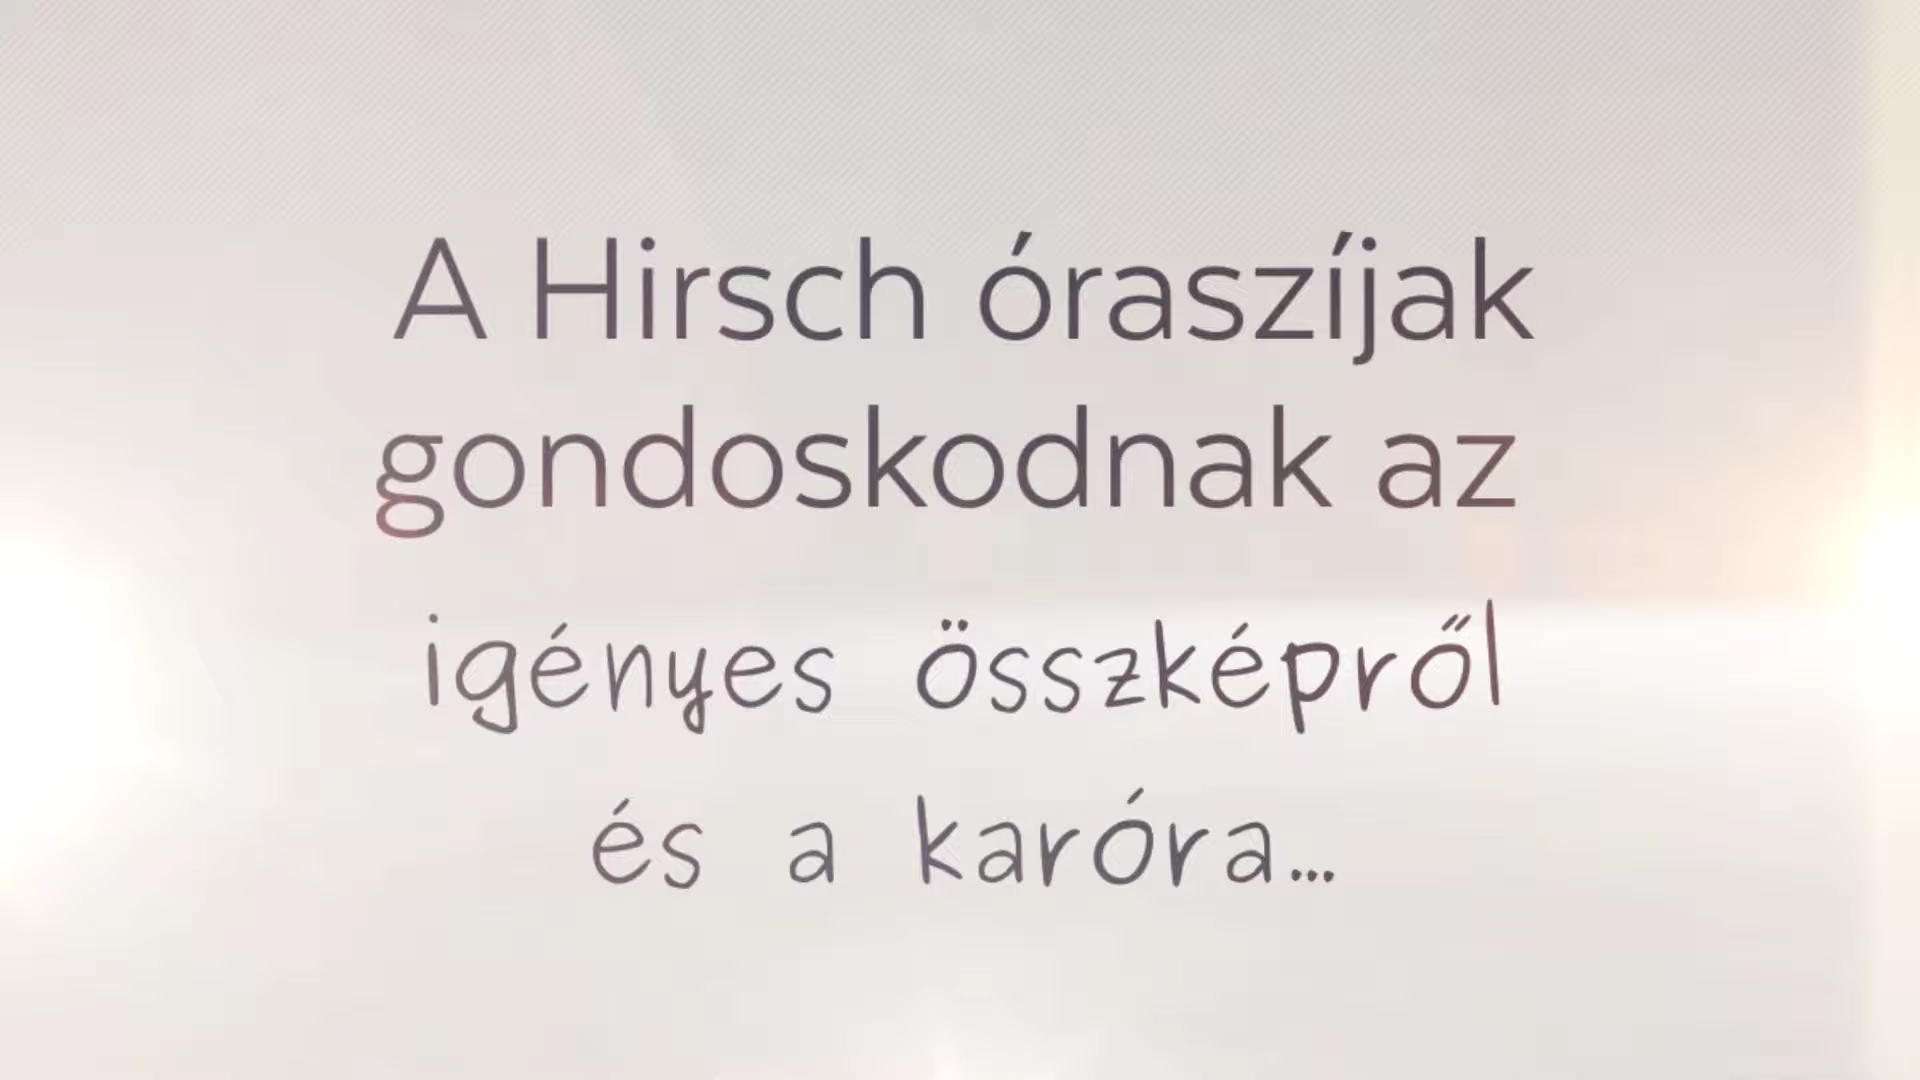 A Hirsch óraszíjak
gondoskodnak az
igényes összképről
és a karóra...